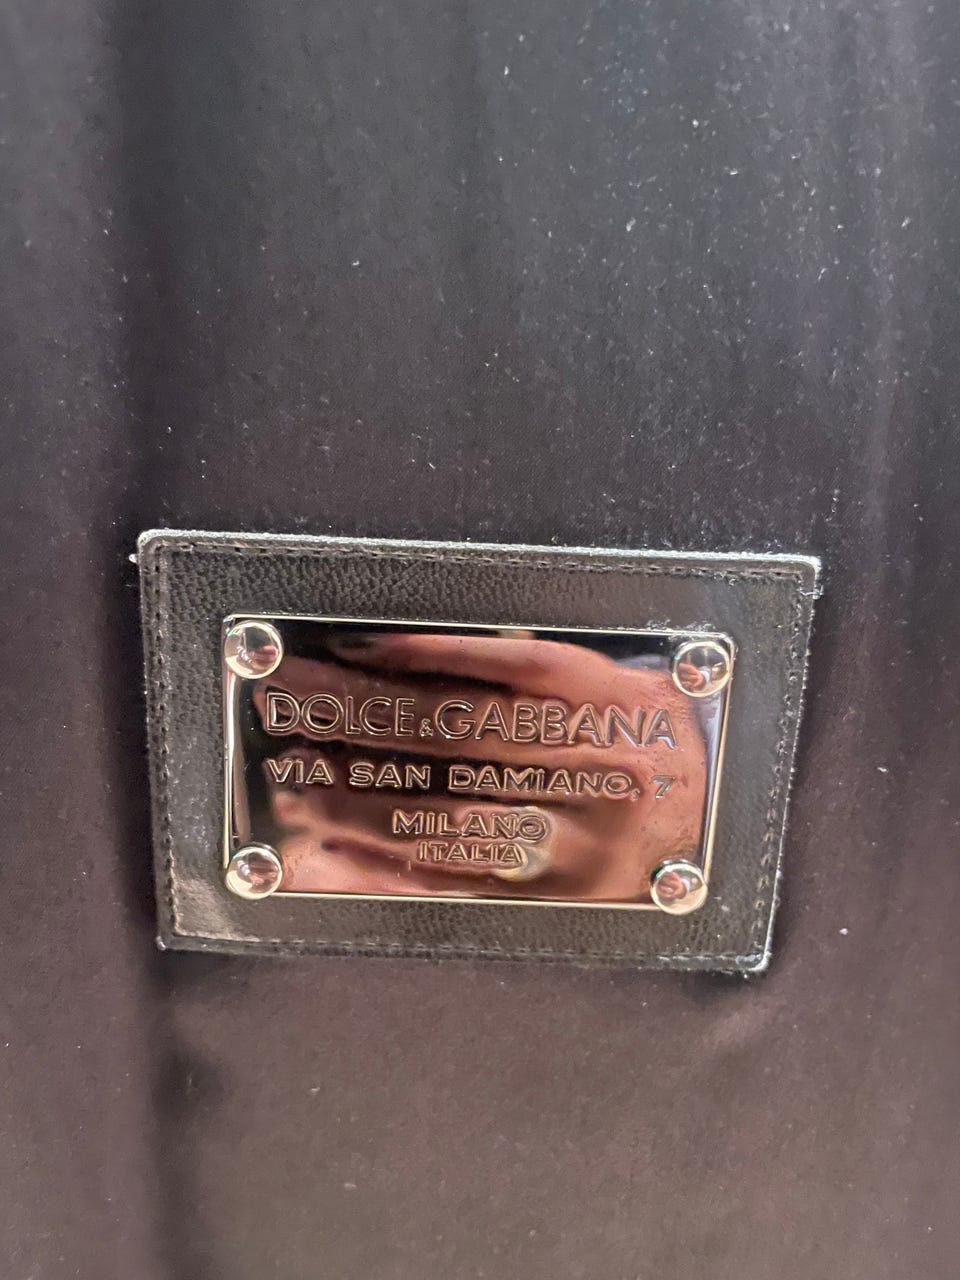 DOLCE&GABBANA
VIA SAN DAMIANO, 7
MILANO
ITALIA